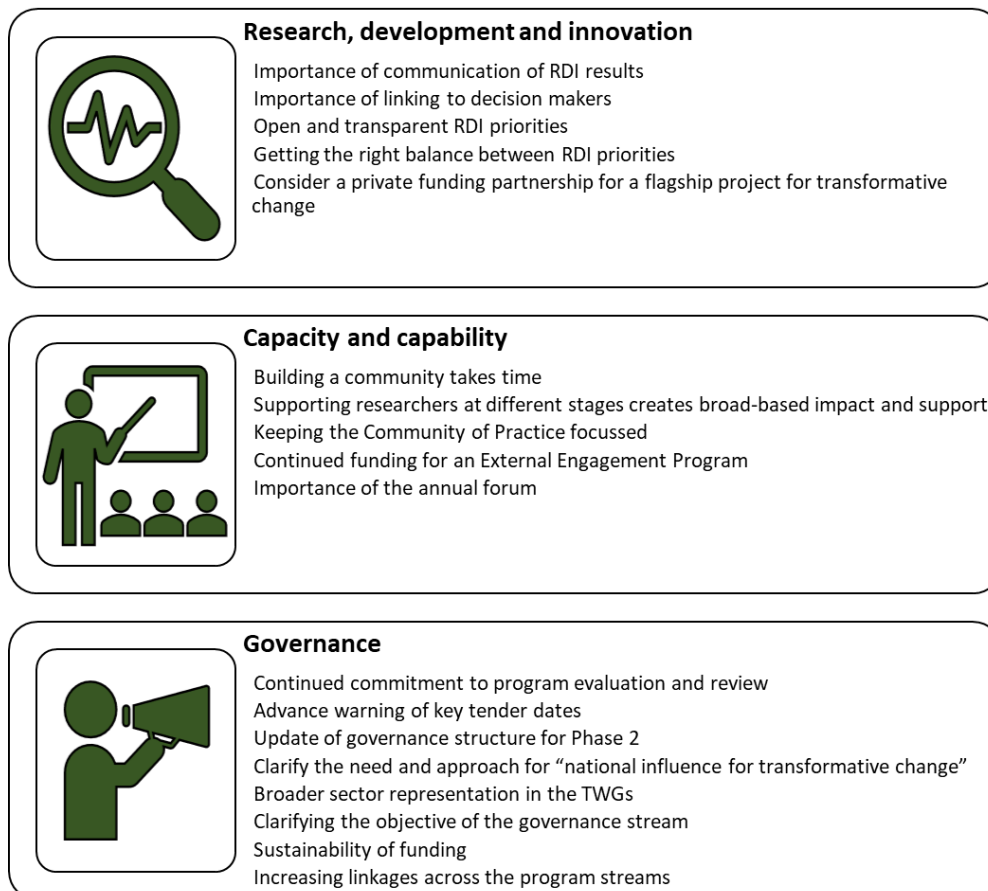 Research, development and innovation
Importance of communication of RDI results
Importance of linking to decision makers
Open and transparent RDI priorities
Getting the right balance between RDI priorities
Consider a private funding partnership for a flagship project for transformative
change
Capacity and capability
Building a community takes time
Supporting researchers at different stages creates broad-based impact and support
Keeping the Community of Practice focussed
Continued funding for an External Engagement Program
Importance of the annual forum
Governance
Continued commitment to program evaluation and review
Advance warning of key tender dates
Update of governance structure for Phase 2
Clarify the need and approach for “national influence for transformative change”
Broader sector representation in the TWGs
Clarifying the objective of the governance stream
Sustainability of funding
Increasing linkages across the program streams